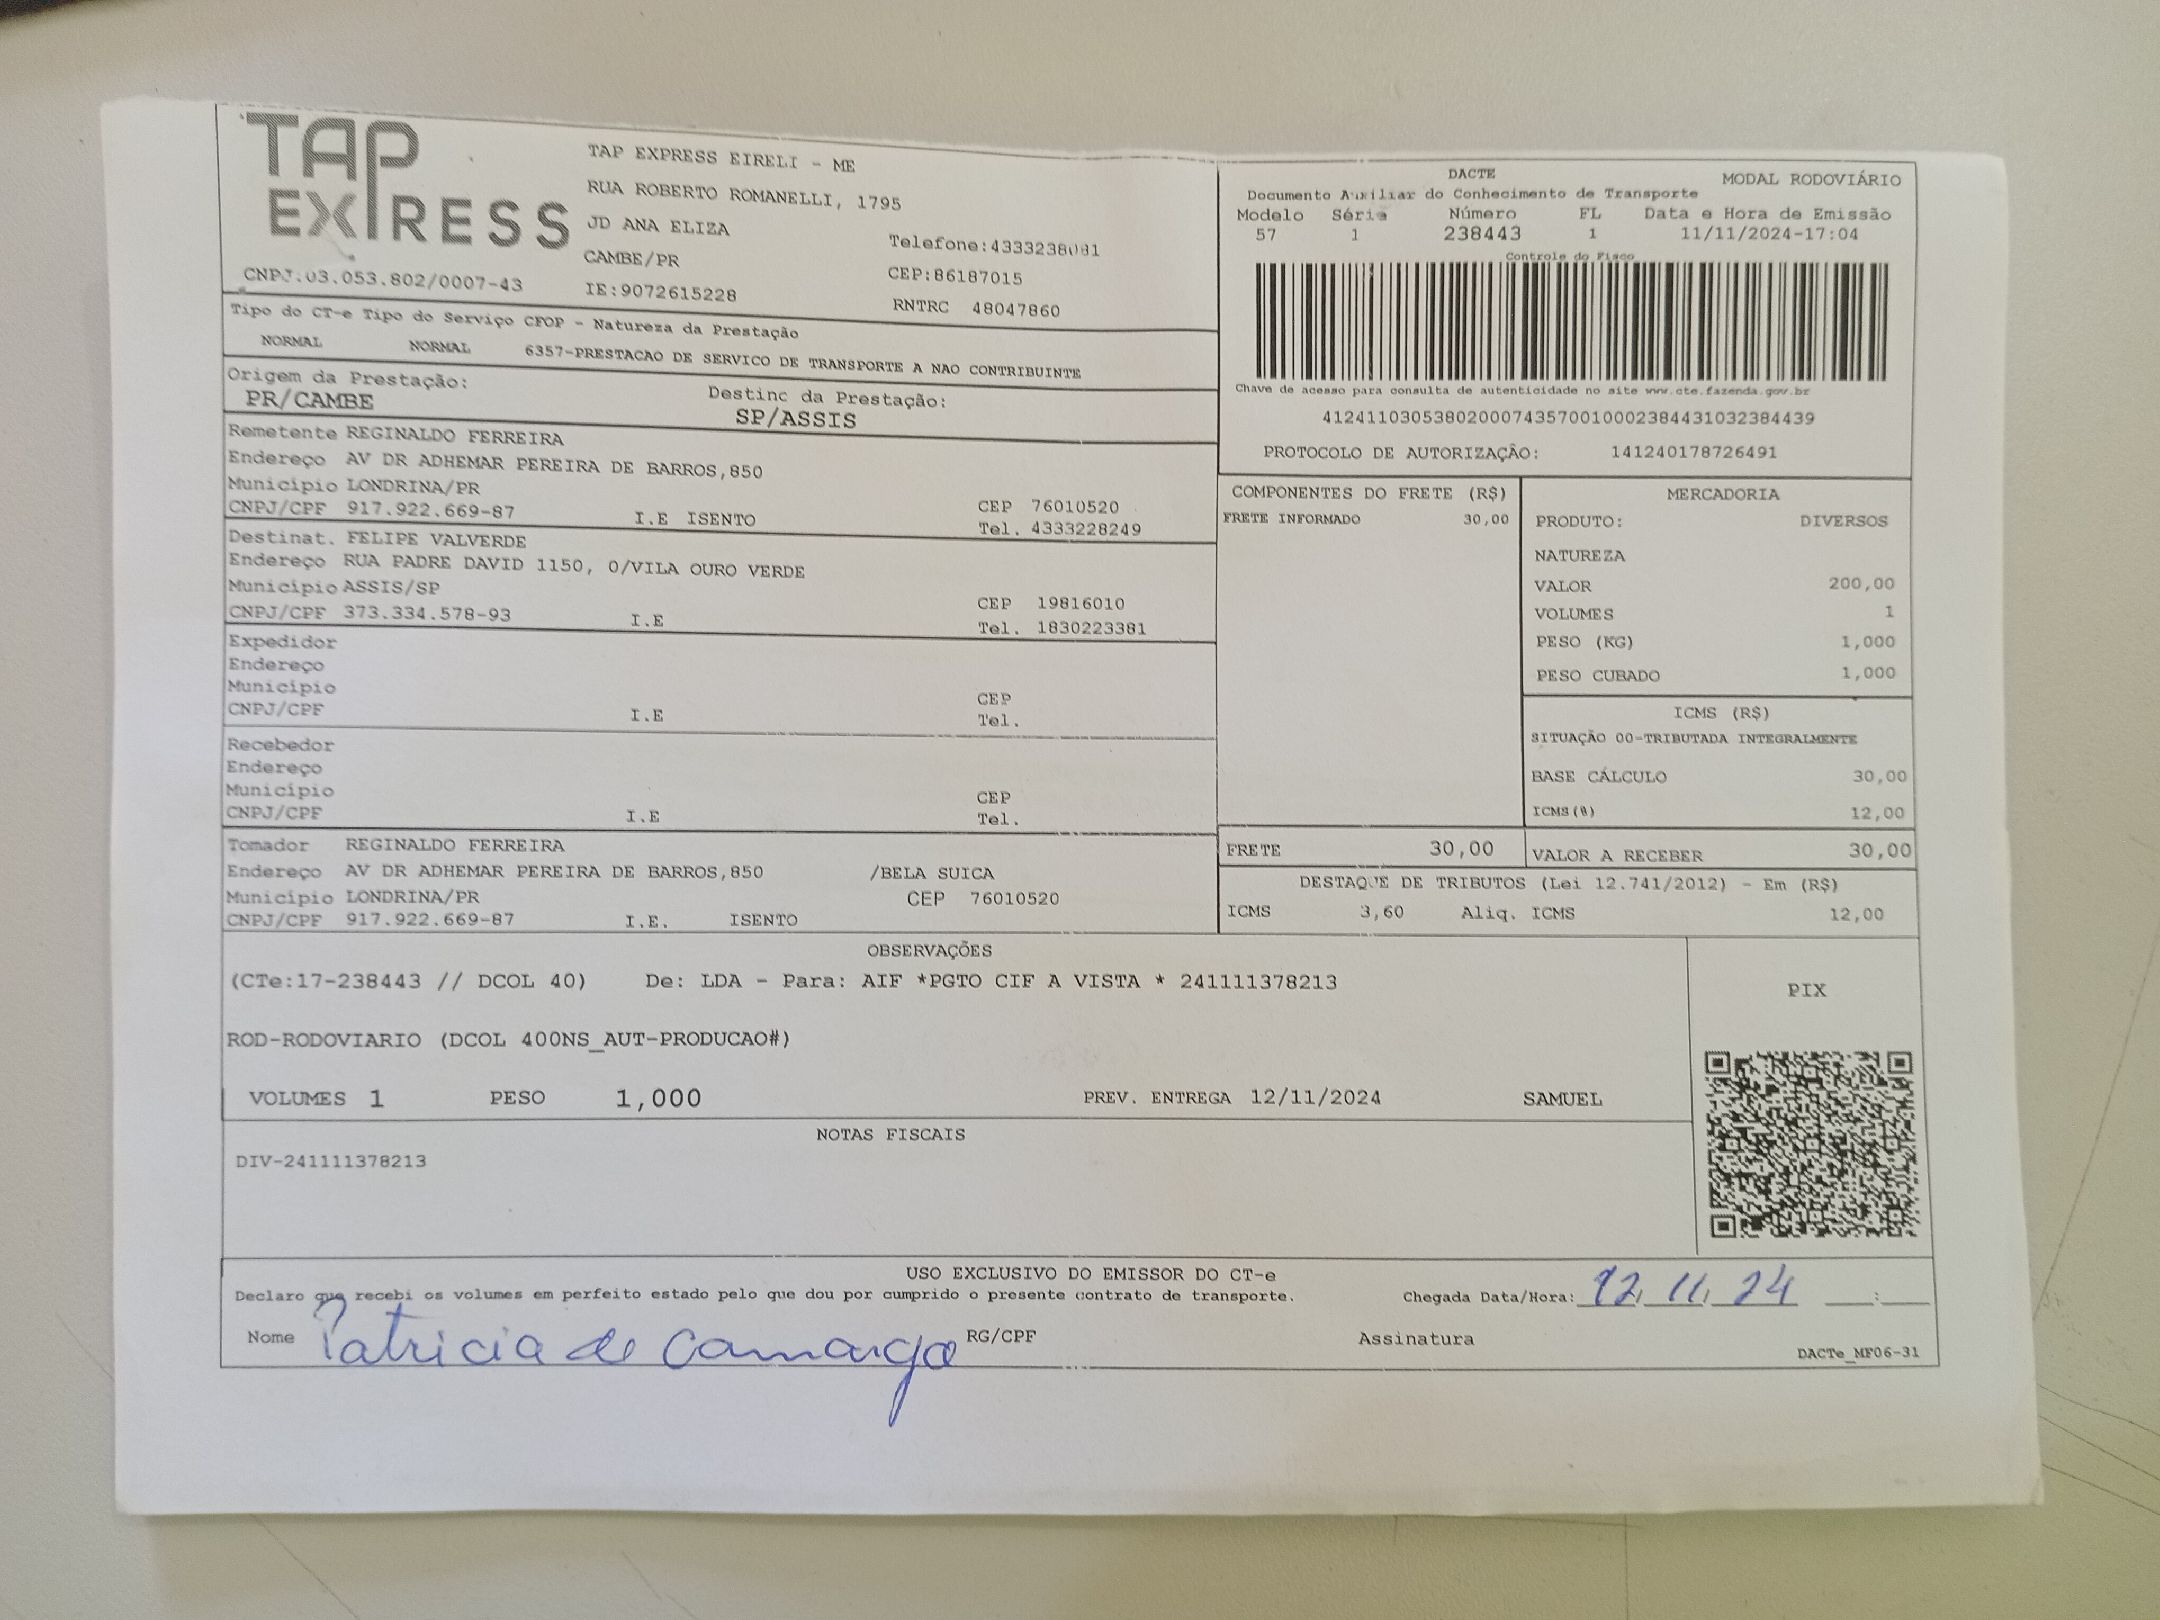 TAP EXPRESS
TAP EXPRESS EIRELI - ME
RUA ROBERTO ROMANELLI, 1795
JD ANA ELIZA
CAMBE/PR
Telefone:4333238081
CEP:86187015
CNPJ.03.053.802/0007-43
IE:9072615228
RNTRC 48047860
Tipo do CT-e Tipo do Serviço CFOP - Natureza da Prestação
NORMAL NORMAL 6357-PRESTACAO DE SERVICO DE TRANSPORTE A NAO CONTRIBUINTE
Origem da Prestação: Destinc da Prestação:
PR/CAMBE SP/ASSIS
DACTE MODAL RODOVIÁRIO
Documento Auxiliar do Conhecimento de Transporte
Modelo Série Número FL Data e Hora de Emissão
57 1 238443 1 11/11/2024-17:04
Controle do Fisco
Chave de acesso para consulta de autenticidade no site www.cte.fazenda.gov.br
41241103053802000743570010002384431032384439
PROTOCOLO DE AUTORIZAÇÃO: 141240178726491
Remetente REGINALDO FERREIRA
Endereço AV DR ADHEMAR PEREIRA DE BARROS,850
Município LONDRINA/PR CEP 76010520
CNPJ/CPF 917.922.669-87 I.E ISENTO Tel. 4333228249
Destinat. FELIPE VALVERDE
Endereço RUA PADRE DAVID 1150, 0/VILA OURO VERDE
Município ASSIS/SP CEP 19816010
CNPJ/CPF 373.334.578-93 I.E Tel. 1830223381
Expedidor
Endereço
Município CEP
CNPJ/CPF I.E Tel.
Recebedor
Endereço
Município CEP
CNPJ/CPF I.E Tel.
Tomador REGINALDO FERREIRA
Endereço AV DR ADHEMAR PEREIRA DE BARROS,850 /BELA SUICA
Município LONDRINA/PR CEP 76010520
CNPJ/CPF 917.922.669-87 I.E. ISENTO
COMPONENTES DO FRETE (R$)
FRETE INFORMADO 30,00
MERCADORIA
PRODUTO: DIVERSOS
NATUREZA
VALOR 200,00
VOLUMES 1
PESO (KG) 1,000
PESO CUBADO 1,000
ICMS (R$)
SITUAÇÃO 00-TRIBUTADA INTEGRALMENTE
BASE CÁLCULO 30,00
ICMS(%) 12,00
FRETE 30,00 VALOR A RECEBER 30,00
DESTAQUE DE TRIBUTOS (Lei 12.741/2012) - Em (R$)
ICMS 3,60 Aliq. ICMS 12,00
OBSERVAÇÕES
(CTe:17-238443 // DCOL 40) De: LDA - Para: AIF *PGTO CIF A VISTA * 241111378213
ROD-RODOVIARIO (DCOL 400NS_AUT-PRODUCAO#)
VOLUMES 1 PESO 1,000 PREV. ENTREGA 12/11/2024 SAMUEL
PIX
NOTAS FISCAIS
DIV-241111378213
USO EXCLUSIVO DO EMISSOR DO CT-e
Declaro que recebi os volumes em perfeito estado pelo que dou por cumprido o presente contrato de transporte. Chegada Data/Hora: 12/11/24 :
Nome Patricia de Camargo RG/CPF Assinatura
DACTe_MF06-31